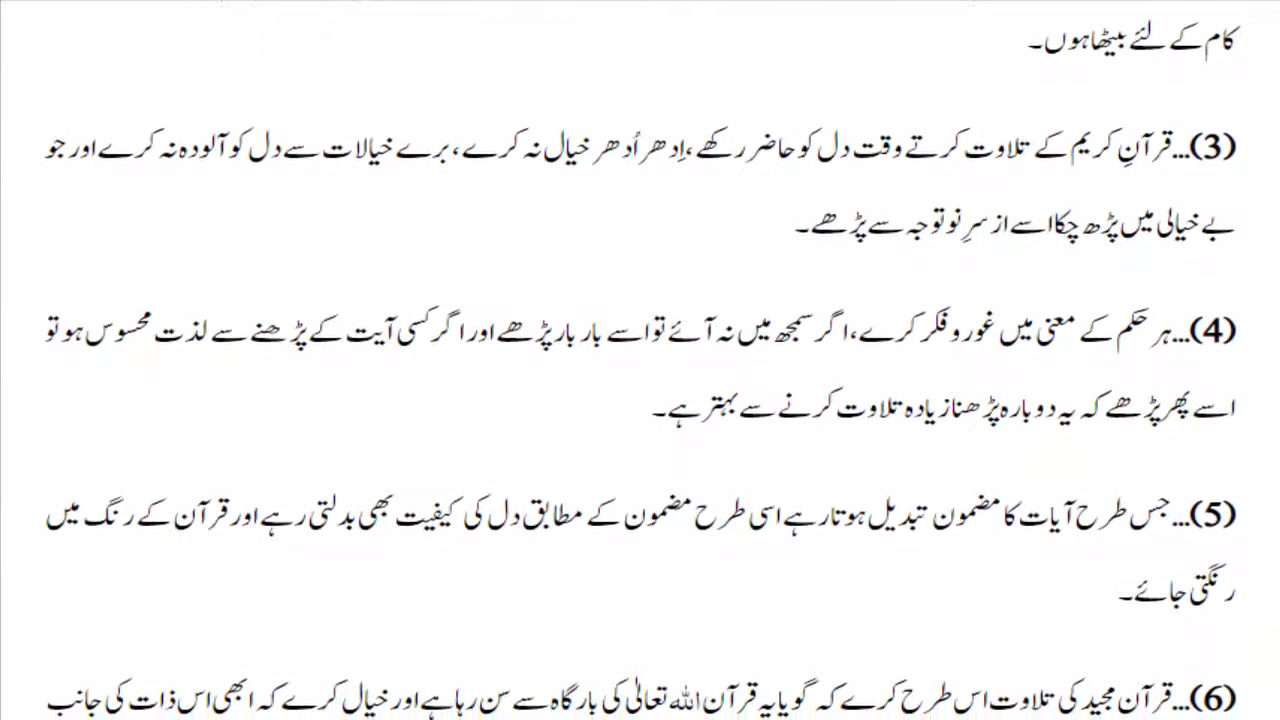 کام کے لئے بیٹھاہوں۔
(3)...قرآنِ کریم کے تلاوت کرتے وقت دل کو حاضر رکھے،اِدھر اُدھر خیال نہ کرے، برے خیالات سے دل کو آلودہ نہ کرے اور جو
بے خیالی میں پڑھ چکا اسے از سرِ نو توجہ سے پڑھے۔
(4)...ہر حکم کے معنی میں غور و فکر کرے،اگر سمجھ میں نہ آئے تو اسے بار بار پڑھے اور اگر کسی آیت کے پڑھنے سے لذت محسوس ہو تو
اسے پھر پڑھے کہ یہ دوبارہ پڑھنا زیادہ تلاوت کرنے سے بہتر ہے۔
(5)...جس طرح آیات کا مضمون تبدیل ہوتا رہے اسی طرح مضمون کے مطابق دل کی کیفیت بھی بدلتی رہے اور قرآن کے رنگ میں
رنگتی جائے۔
(6)...قرآن مجید کی تلاوت اس طرح کرے کہ گویا یہ قرآن اللہ تعالٰی کی بارگاہ سے سن رہا ہے اور خیال کرے کہ ابھی اس ذات کی جانب